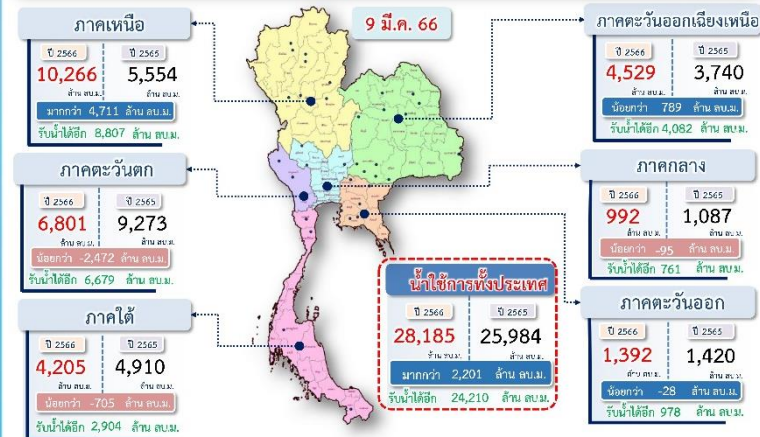 9 มี.ค. 66
ภาคเหนือ
ปี 2566 ปี 2565
10,266 5,554
ล้าน ลบ.ม. ล้าน ลบ.ม.
มากกว่า 4,711 ล้าน ลบ.ม.
รับน้ำได้อีก 8,807 ล้าน ลบ.ม.
ภาคตะวันตก
ปี 2566 ปี 2565
6,801 9,273
ล้าน ลบ.ม. ล้าน ลบ.ม.
น้อยกว่า -2,472 ล้าน ลบ.ม.
รับน้ำได้อีก 6,679 ล้าน ลบ.ม.
ภาคใต้
ปี 2566 ปี 2565
4,205 4,910
ล้าน ลบ.ม. ล้าน ลบ.ม.
น้อยกว่า -705 ล้าน ลบ.ม.
รับน้ำได้อีก 2,904 ล้าน ลบ.ม.
น้ำใช้การทั้งประเทศ
ปี 2566 ปี 2565
28,185 25,984
ล้าน ลบ.ม. ล้าน ลบ.ม.
มากกว่า 2,201 ล้าน ลบ.ม.
รับน้ำได้อีก 24,210 ล้าน ลบ.ม.
ภาคตะวันออกเฉียงเหนือ
ปี 2566 ปี 2565
4,529 3,740
ล้าน ลบ.ม. ล้าน ลบ.ม.
น้อยกว่า 789 ล้าน ลบ.ม.
รับน้ำได้อีก 4,082 ล้าน ลบ.ม.
ภาคกลาง
ปี 2566 ปี 2565
992 1,087
ล้าน ลบ.ม. ล้าน ลบ.ม.
น้อยกว่า -95 ล้าน ลบ.ม.
รับน้ำได้อีก 761 ล้าน ลบ.ม.
ภาคตะวันออก
ปี 2566 ปี 2565
1,392 1,420
ล้าน ลบ.ม. ล้าน ลบ.ม.
น้อยกว่า -28 ล้าน ลบ.ม.
รับน้ำได้อีก 978 ล้าน ลบ.ม.